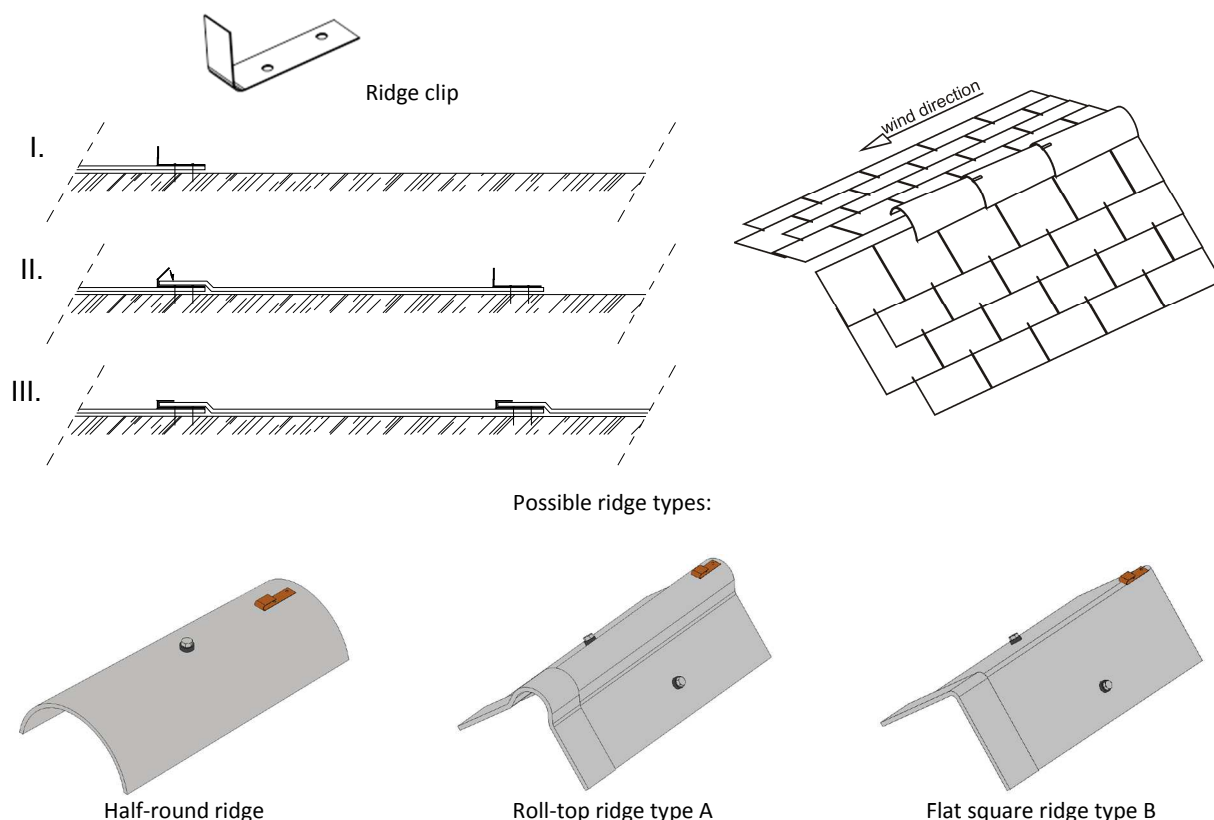 Ridge clip
wind direction
I.
II.
III.
Possible ridge types:
Half-round ridge
Roll-top ridge type A
Flat square ridge type B